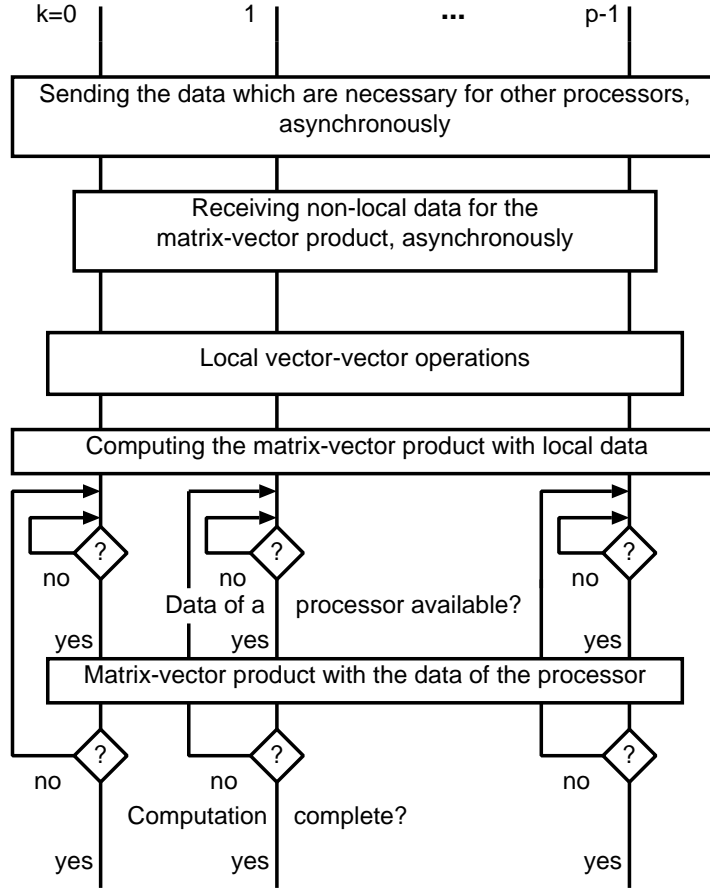 k=0 1 ... p-1
Sending the data which are necessary for other processors,
asynchronously
Receiving non-local data for the
matrix-vector product, asynchronously
Local vector-vector operations
Computing the matrix-vector product with local data
? ? ?
no no no
Data of a processor available?
yes yes yes
Matrix-vector product with the data of the processor
? ? ?
no no no
Computation complete?
yes yes yes